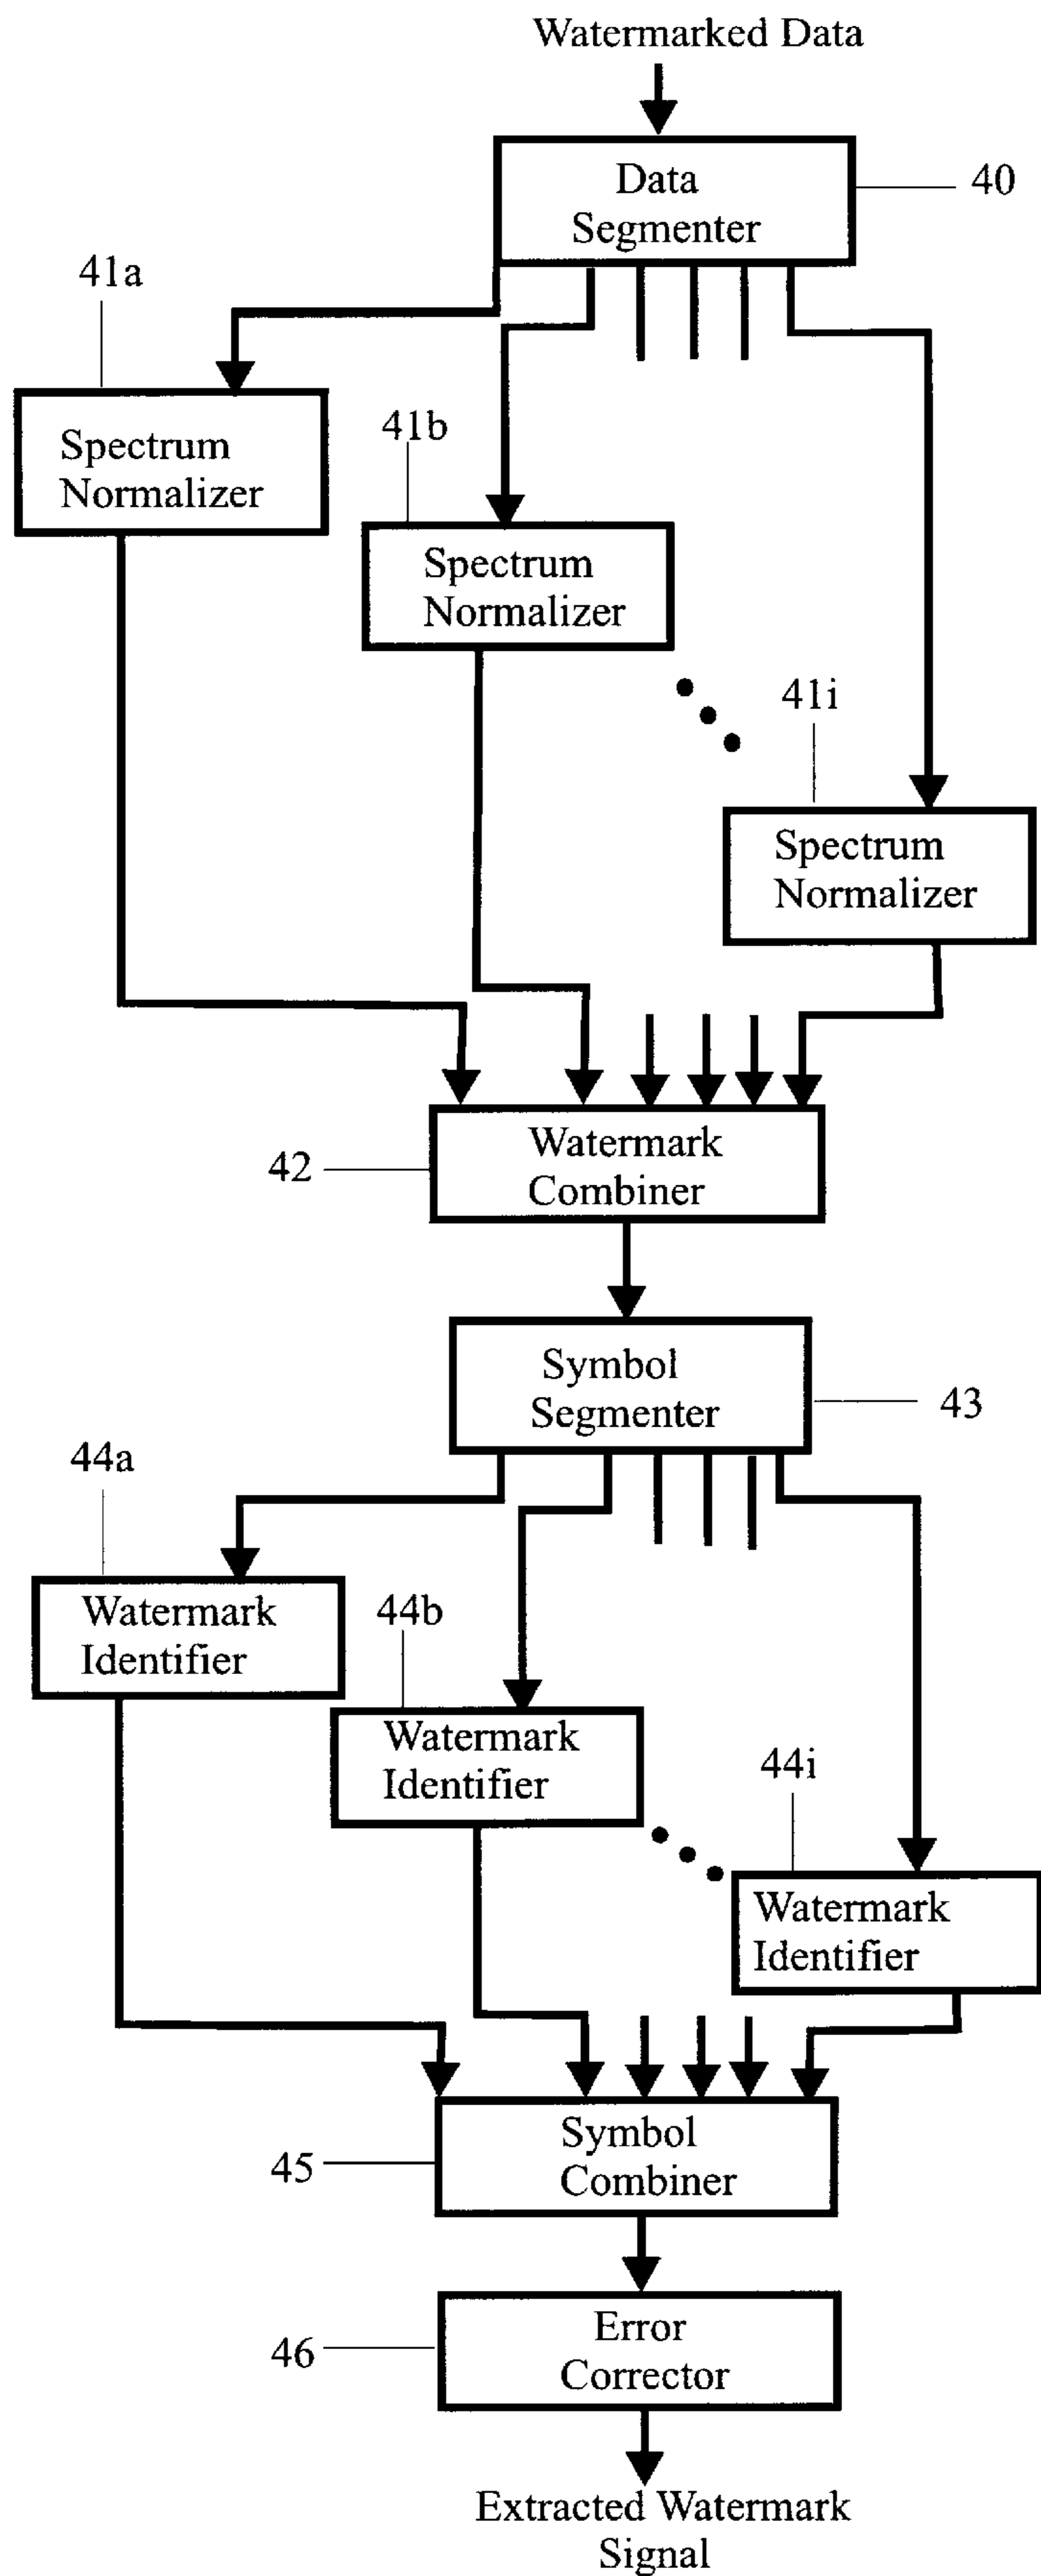 Watermarked Data
Data
Segmenter
40
41a
Spectrum
Normalizer
41b
Spectrum
Normalizer
41i
Spectrum
Normalizer
42
Watermark
Combiner
Symbol
Segmenter
43
44a
Watermark
Identifier
44b
Watermark
Identifier
44i
Watermark
Identifier
45
Symbol
Combiner
46
Error
Corrector
Extracted Watermark
Signal